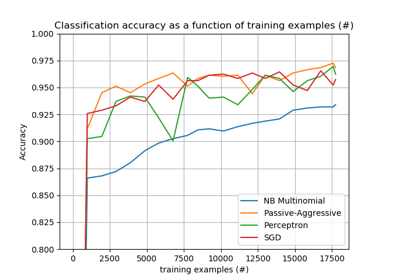 Classification accuracy as a function of training examples (#)
1.000
0.975
0.950
0.925
0.900
0.875
0.850
0.825
0.800
Accuracy
NB Multinomial
Passive-Aggressive
Perceptron
SGD
0 2500 5000 7500 10000 12500 15000 17500
training examples (#)